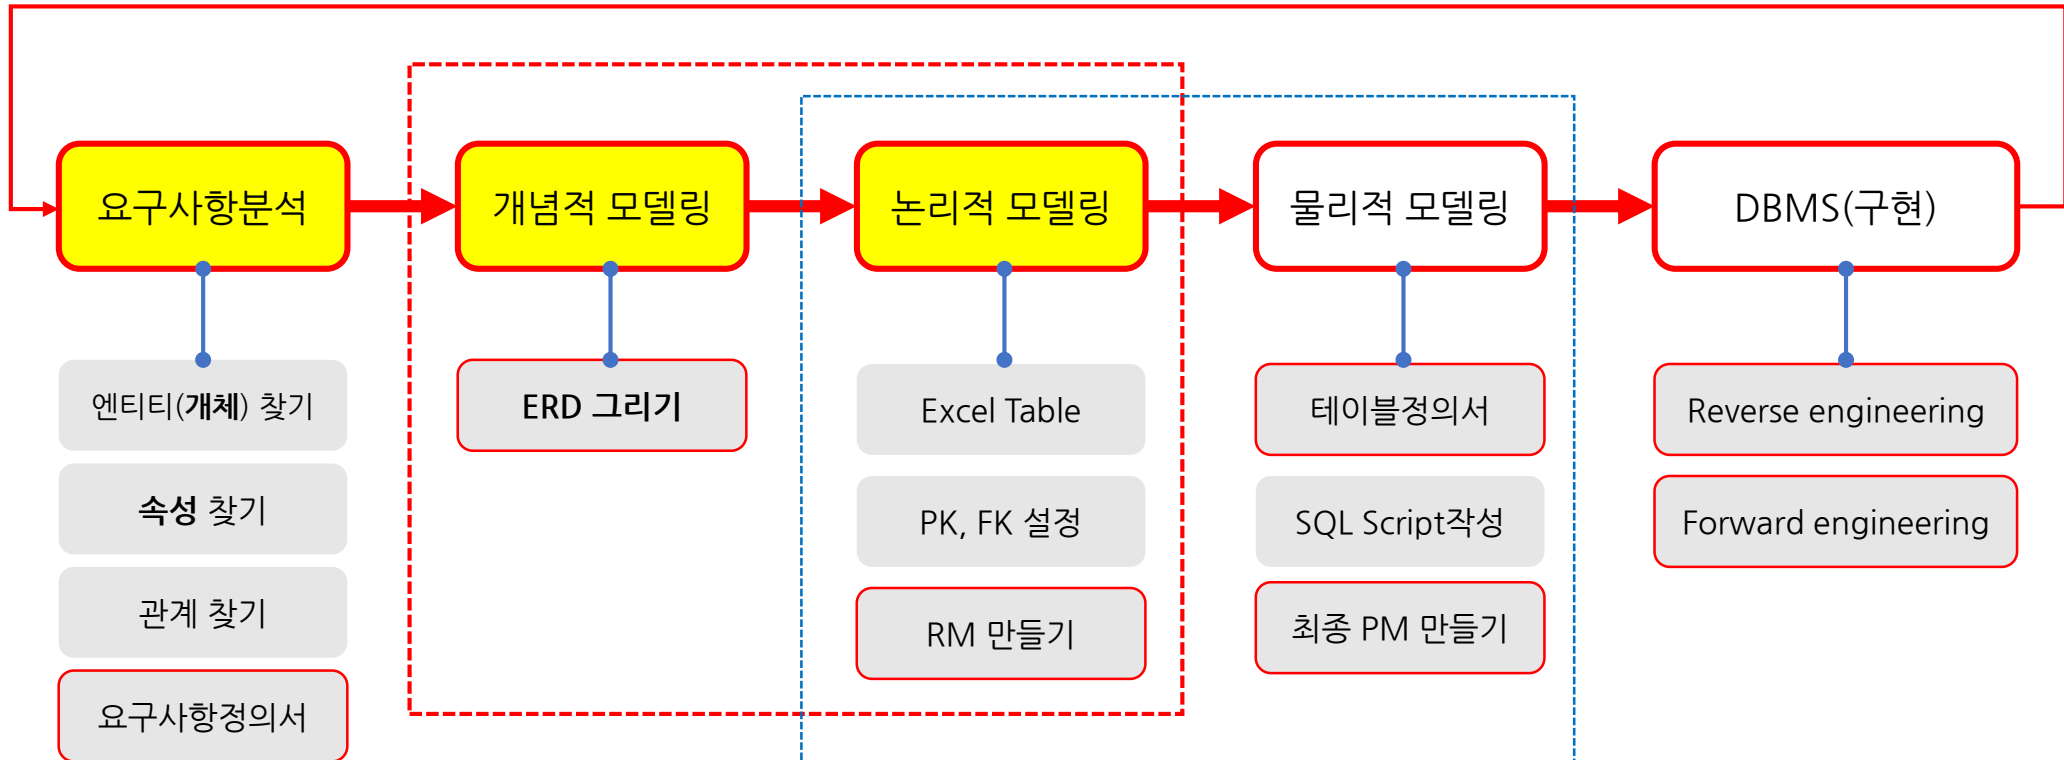 요구사항분석
개념적 모델링
논리적 모델링
물리적 모델링
DBMS(구현)
엔티티(개체) 찾기
속성 찾기
관계 찾기
요구사항정의서
ERD 그리기
Excel Table
PK, FK 설정
RM 만들기
테이블정의서
SQL Script작성
최종 PM 만들기
Reverse engineering
Forward engineering